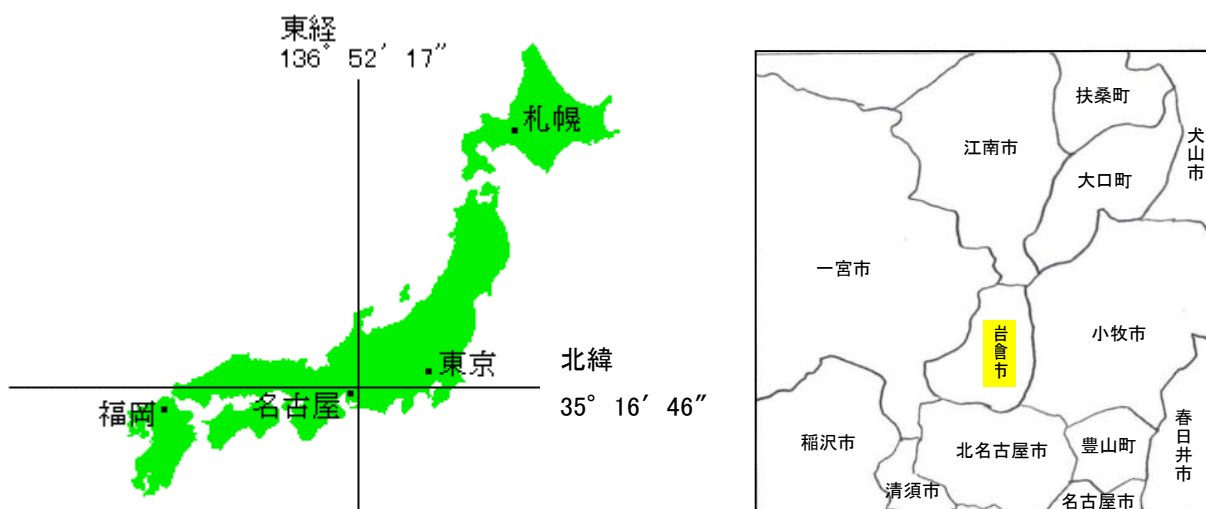 東経
136° 52′ 17″
札幌
東京
北緯
名古屋
35° 16′ 46″
福岡
扶桑町
江南市
犬山市
大口町
一宮市
岩倉市
小牧市
稲沢市
北名古屋市
豊山町
春日井市
清須市
名古屋市